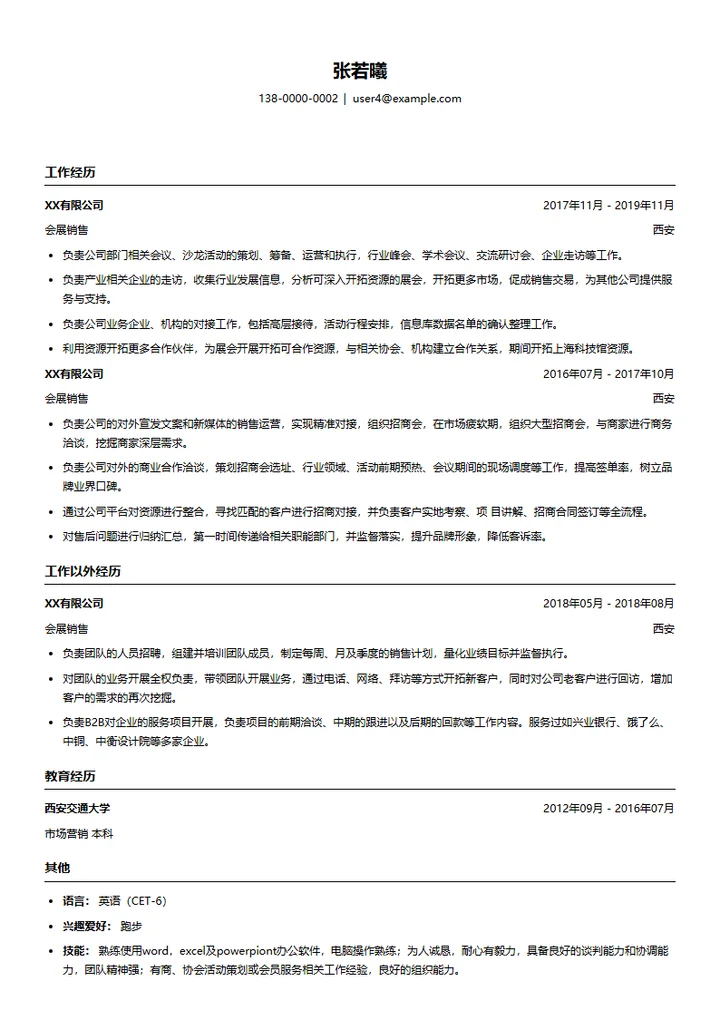 张若曦
138-0000-0002 | user4@example.com
工作经历
XX有限公司 2017年11月 - 2019年11月
会展销售 西安
• 负责公司部门相关会议、沙龙活动的策划、筹备、运营和执行，行业峰会、学术会议、交流研讨会、企业走访等工作。
• 负责产业相关企业的走访，收集行业发展信息，分析可深入开拓资源的展会，开拓更多市场，促成销售交易，为其他公司提供服
务与支持。
• 负责公司业务企业、机构的对接工作，包括高层接待，活动行程安排，信息库数据名单的确认整理工作。
• 利用资源开拓更多合作伙伴，为展会开展开拓可合作资源，与相关协会、机构建立合作关系，期间开拓上海科技馆资源。
XX有限公司 2016年07月 - 2017年10月
会展销售 西安
• 负责公司的对外宣发文案和新媒体的销售运营，实现精准对接，组织招商会，在市场疲软期，组织大型招商会，与商家进行商务
洽谈，挖掘商家深层需求。
• 负责公司对外的商业合作洽谈，策划招商会选址、行业领域、活动前期预热、会议期间的现场调度等工作，提高签单率，树立品
牌业界口碑。
• 通过公司平台对资源进行整合，寻找匹配的客户进行招商对接，并负责客户实地考察、项 目讲解、招商合同签订等全流程。
• 对售后问题进行归纳汇总，第一时间传递给相关职能部门，并监督落实，提升品牌形象，降低客诉率。
工作以外经历
XX有限公司 2018年05月 - 2018年08月
会展销售 西安
• 负责团队的人员招聘，组建并培训团队成员，制定每周、月及季度的销售计划，量化业绩目标并监督执行。
• 对团队的业务开展全权负责，带领团队开展业务，通过电话、网络、拜访等方式开拓新客户，同时对公司老客户进行回访，增加
客户的需求的再次挖掘。
• 负责B2B对企业的服务项目开展，负责项目的前期洽谈、中期的跟进以及后期的回款等工作内容。服务过如兴业银行、饿了么、
中铜、中衡设计院等多家企业。
教育经历
西安交通大学 2012年09月 - 2016年07月
市场营销 本科
其他
• 语言： 英语（CET-6）
• 兴趣爱好： 跑步
• 技能： 熟练使用word，excel及powerpiont办公软件，电脑操作熟练；为人诚恳，耐心有毅力，具备良好的谈判能力和协调能
力，团队精神强；有商、协会活动策划或会员服务相关工作经验，良好的组织能力。